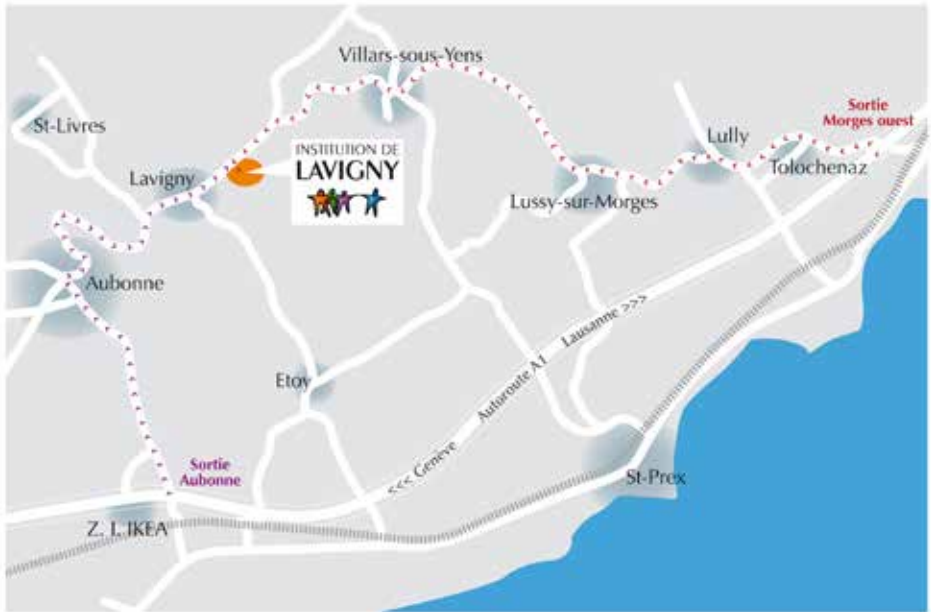 Villars-sous-Yens
St-Livres
Sortie
Morges ouest
Lully
Tolochenaz
INSTITUTION DE
LAVIGNY
Lavigny
Lussy-sur-Morges
Aubonne
Etoy
<<< Genève Autoroute A1 Lausanne >>>
Sortie
Aubonne
St-Prex
Z. I. IKEA